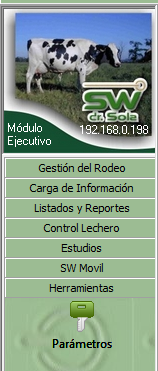 SW
de Sola
Módulo
Ejecutivo
192.168.0.198
Gestión del Rodeo
Carga de Información
Listados y Reportes
Control Lechero
Estudios
SW Movil
Herramientas
Parámetros